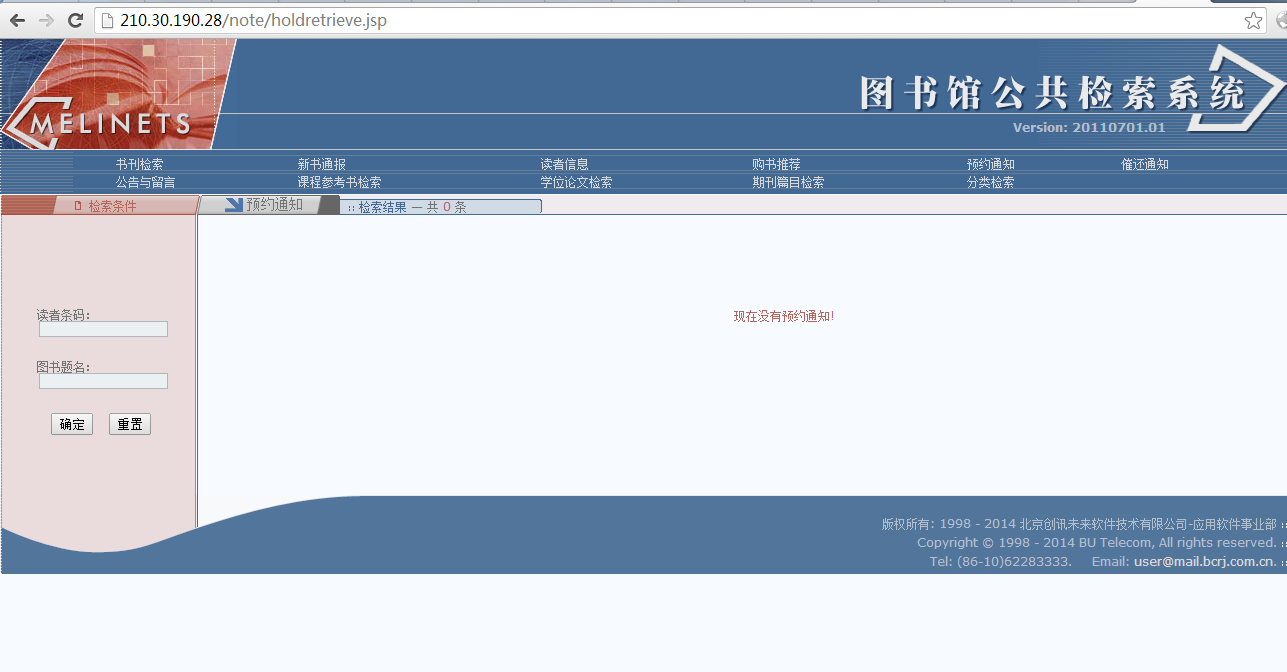 210.30.190.28/note/holdretrieve.jsp
图书馆公共检索系统
MELINETS
Version: 20110701.01
书刊检索 新书通报 读者信息 购书推荐 预约通知 催还通知
公告与留言 课程参考书检索 学位论文检索 期刊篇目检索 分类检索
检索条件 预约通知 :: 检索结果 — 共 0 条
读者条码:
现在没有预约通知!
图书题名:
确定 重置
版权所有: 1998 - 2014 北京创讯未来软件技术有限公司-应用软件事业部 ::
Copyright © 1998 - 2014 BU Telecom, All rights reserved. ::
Tel: (86-10)62283333. Email: user@mail.bcrj.com.cn. ::